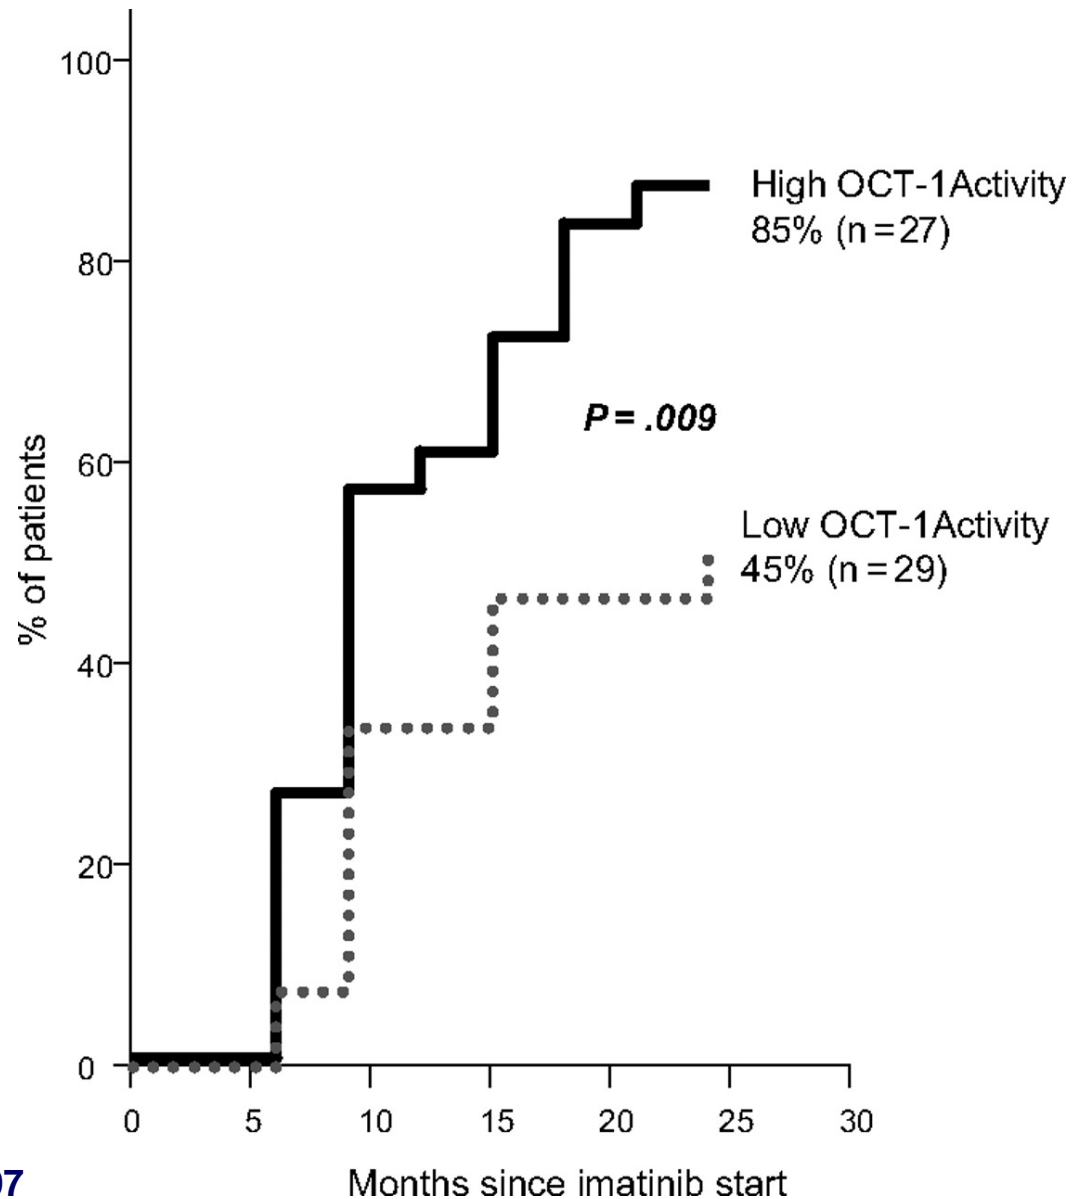 100
High OCT-1Activity
85% (n=27)
80
P= .009
60
Low OCT-1Activity
45% (n=29)
% of patients
40
20
0
0 5 10 15 20 25 30
Months since imatinib start
07